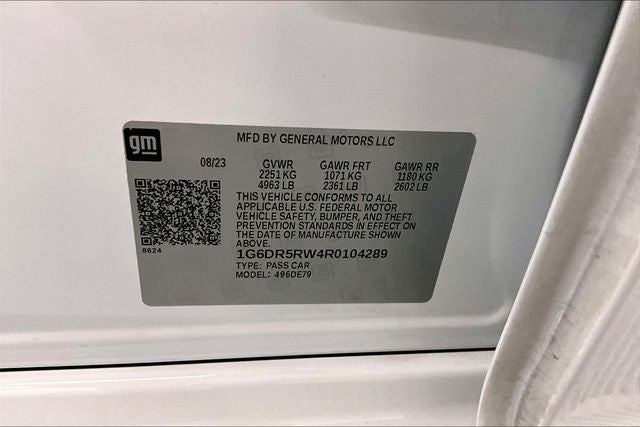 gm
MFD BY GENERAL MOTORS LLC
08/23 GVWR GAWR FRT GAWR RR
2251 KG 1071 KG 1180 KG
4963 LB 2361 LB 2602 LB
THIS VEHICLE CONFORMS TO ALL
APPLICABLE U.S. FEDERAL MOTOR
VEHICLE SAFETY, BUMPER, AND THEFT
PREVENTION STANDARDS IN EFFECT ON
THE DATE OF MANUFACTURE SHOWN
ABOVE.
8624
1G6DR5RW4R0104289
TYPE: PASS CAR
MODEL: 496DE79